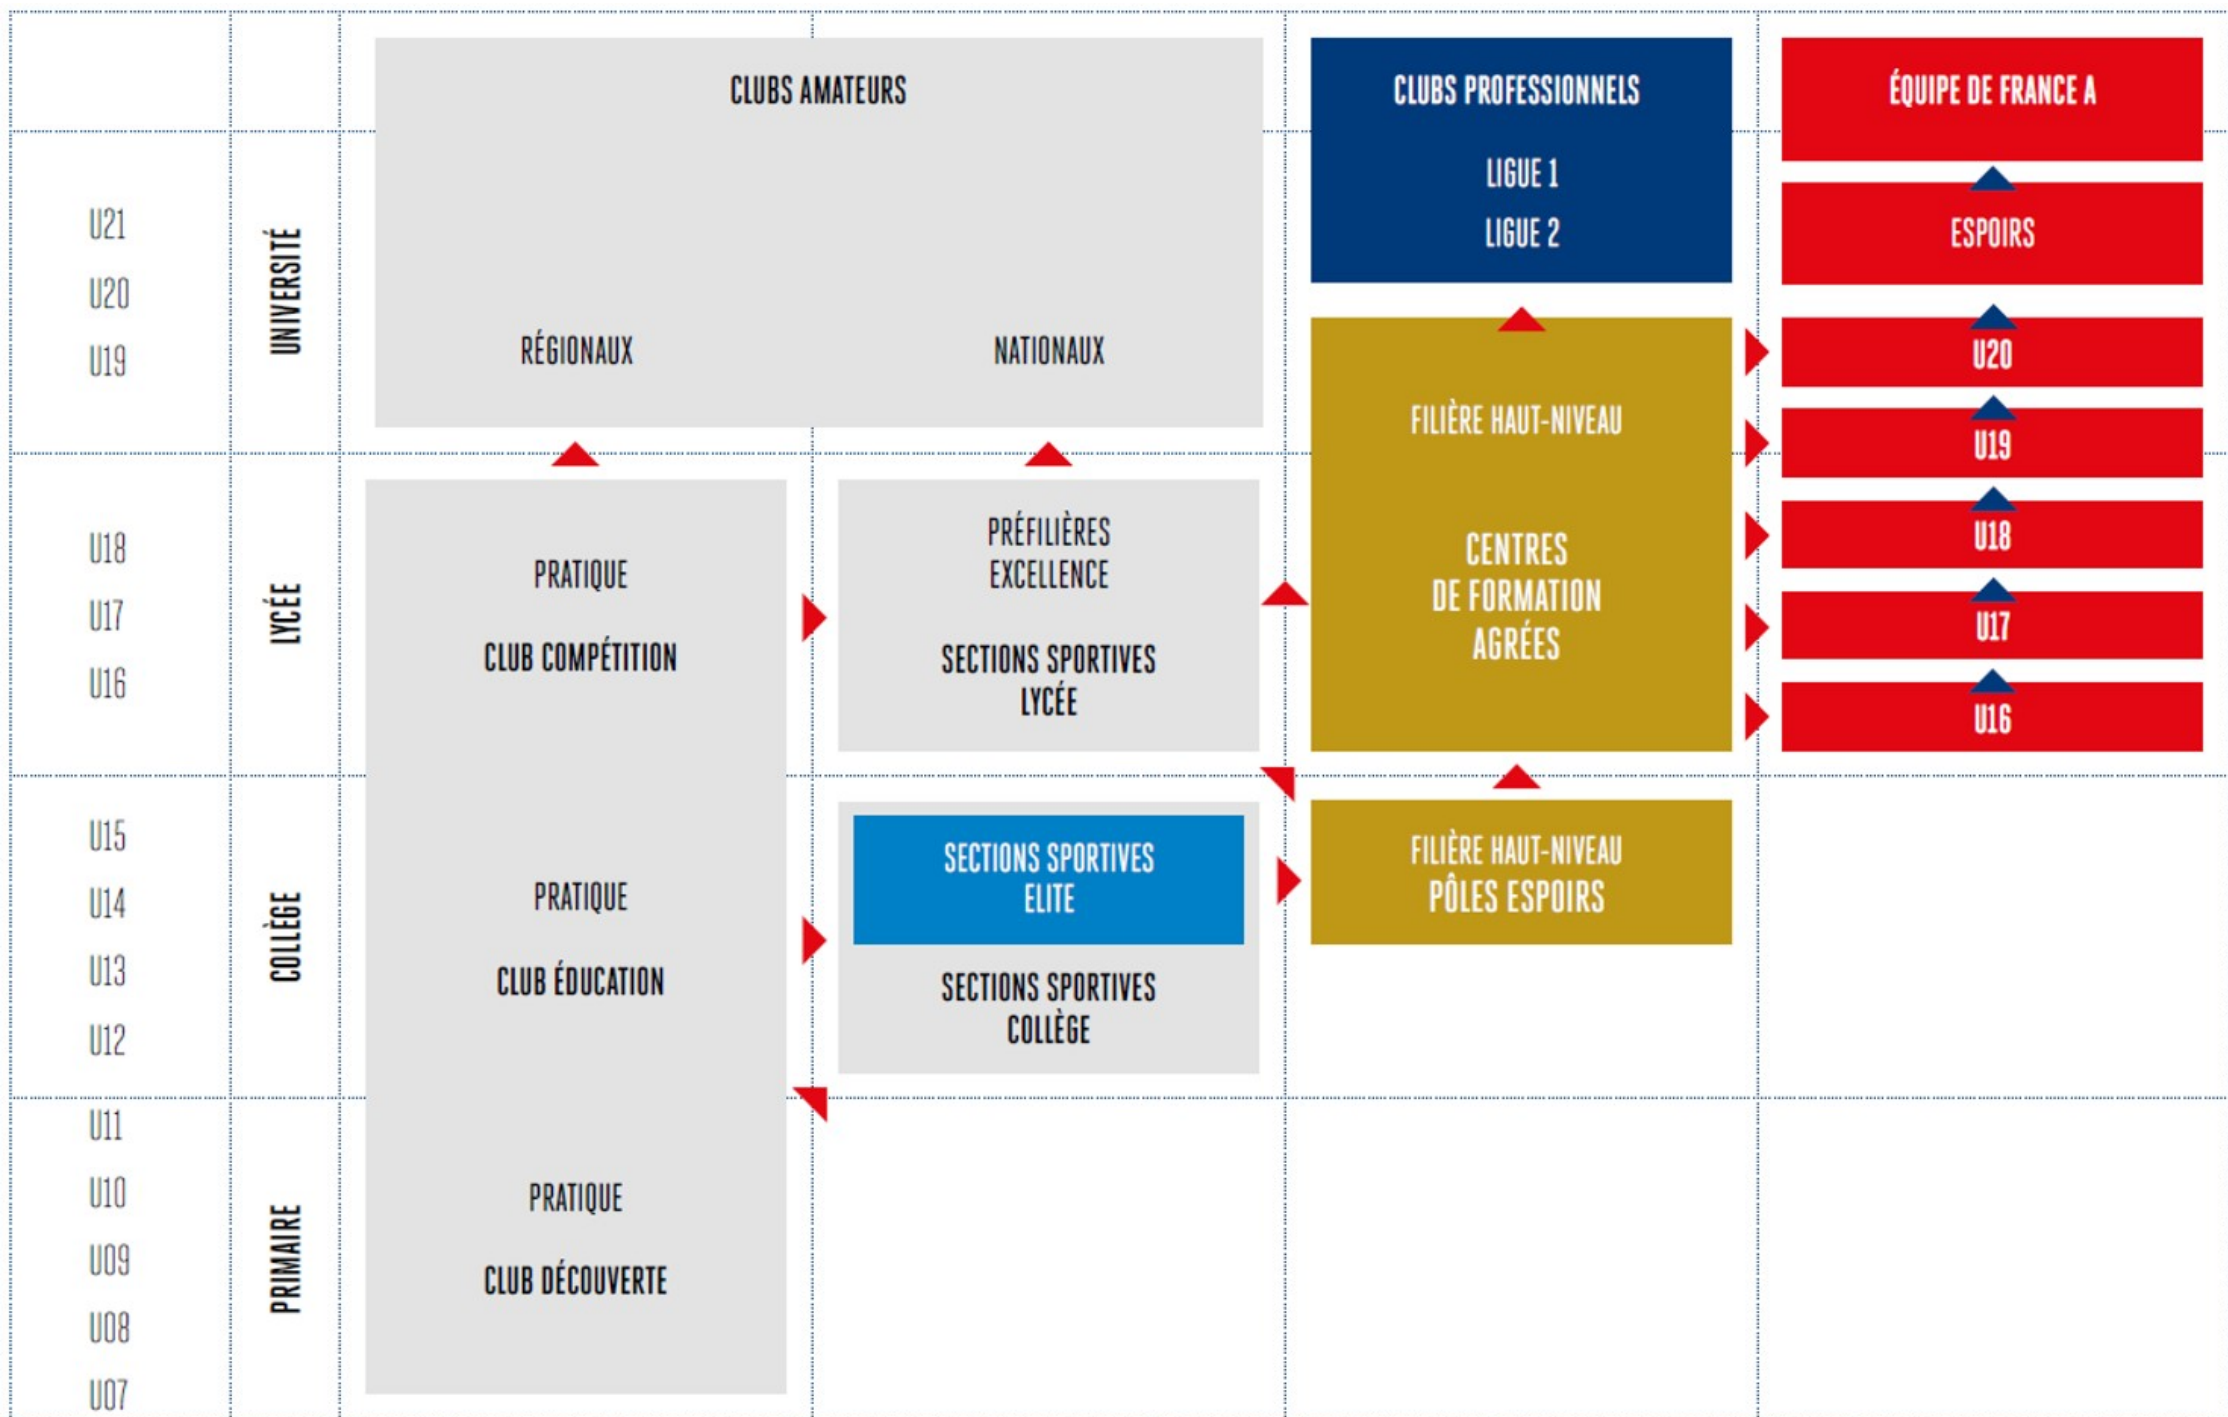 CLUBS AMATEURS
RÉGIONAUX
NATIONAUX
CLUBS PROFESSIONNELS
LIGUE 1
LIGUE 2
ÉQUIPE DE FRANCE A
ESPOIRS
U20
U19
U18
U17
U16
U21
U20
U19
UNIVERSITÉ
FILIÈRE HAUT-NIVEAU
CENTRES
DE FORMATION
AGRÉES
U18
U17
U16
LYCÉE
PRATIQUE
CLUB COMPÉTITION
PRÉFILIÈRES
EXCELLENCE
SECTIONS SPORTIVES
LYCÉE
U15
U14
U13
U12
COLLÈGE
PRATIQUE
CLUB ÉDUCATION
SECTIONS SPORTIVES
ELITE
SECTIONS SPORTIVES
COLLÈGE
FILIÈRE HAUT-NIVEAU
PÔLES ESPOIRS
U11
U10
U09
U08
U07
PRIMAIRE
PRATIQUE
CLUB DÉCOUVERTE